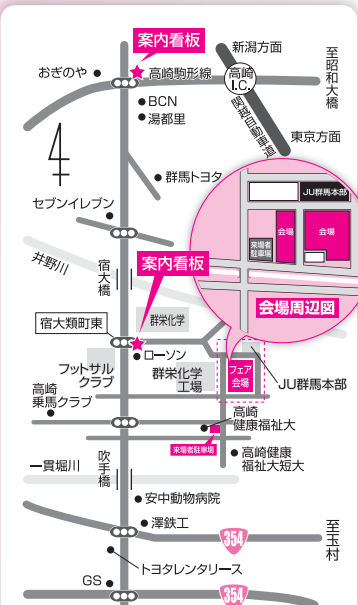 案内看板
新潟方面
至昭和大橋
おぎのや
高崎駒形線
高崎
I.C.
BCN
湯都里
関越自動車道
東京方面
群馬トヨタ
JU群馬本部
セブンイレブン
会場
会場
来場者
駐車場
井野川
宿大橋
案内看板
会場周辺図
宿大類町東
群栄化学
ローソン
フットサル
クラブ
群栄化学
工場
フェア
会場
JU群馬本部
高崎
乗馬クラブ
高崎
健康福祉大
来場者駐車場
一貫堀川
吹手橋
高崎健康
福祉大短大
安中動物病院
澤鉄工
354
至玉村
トヨタレンタリース
GS
354